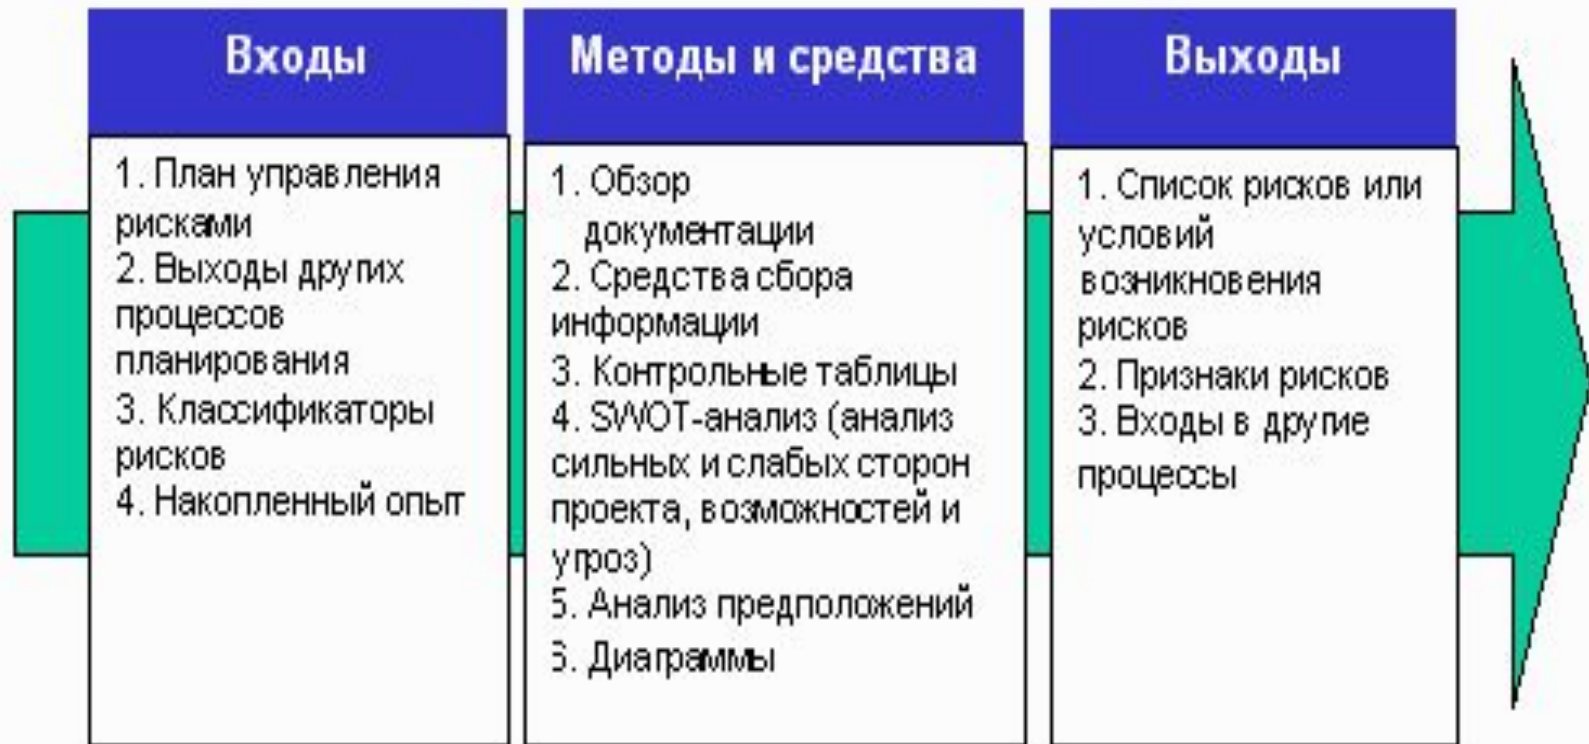 Входы
1. План управления
рисками
2. Выходы других
процессов
планирования
3. Классификаторы
рисков
4. Накопленный опыт
Методы и средства
1. Обзор
документации
2. Средства сбора
информации
3. Контрольные таблицы
4. SWOT-анализ (анализ
сильных и слабых сторон
проекта, возможностей и
угроз)
5. Анализ предположений
6. Диаграммы
Выходы
1. Список рисков или
условий
возникновения
рисков
2. Признаки рисков
3. Входы в другие
процессы